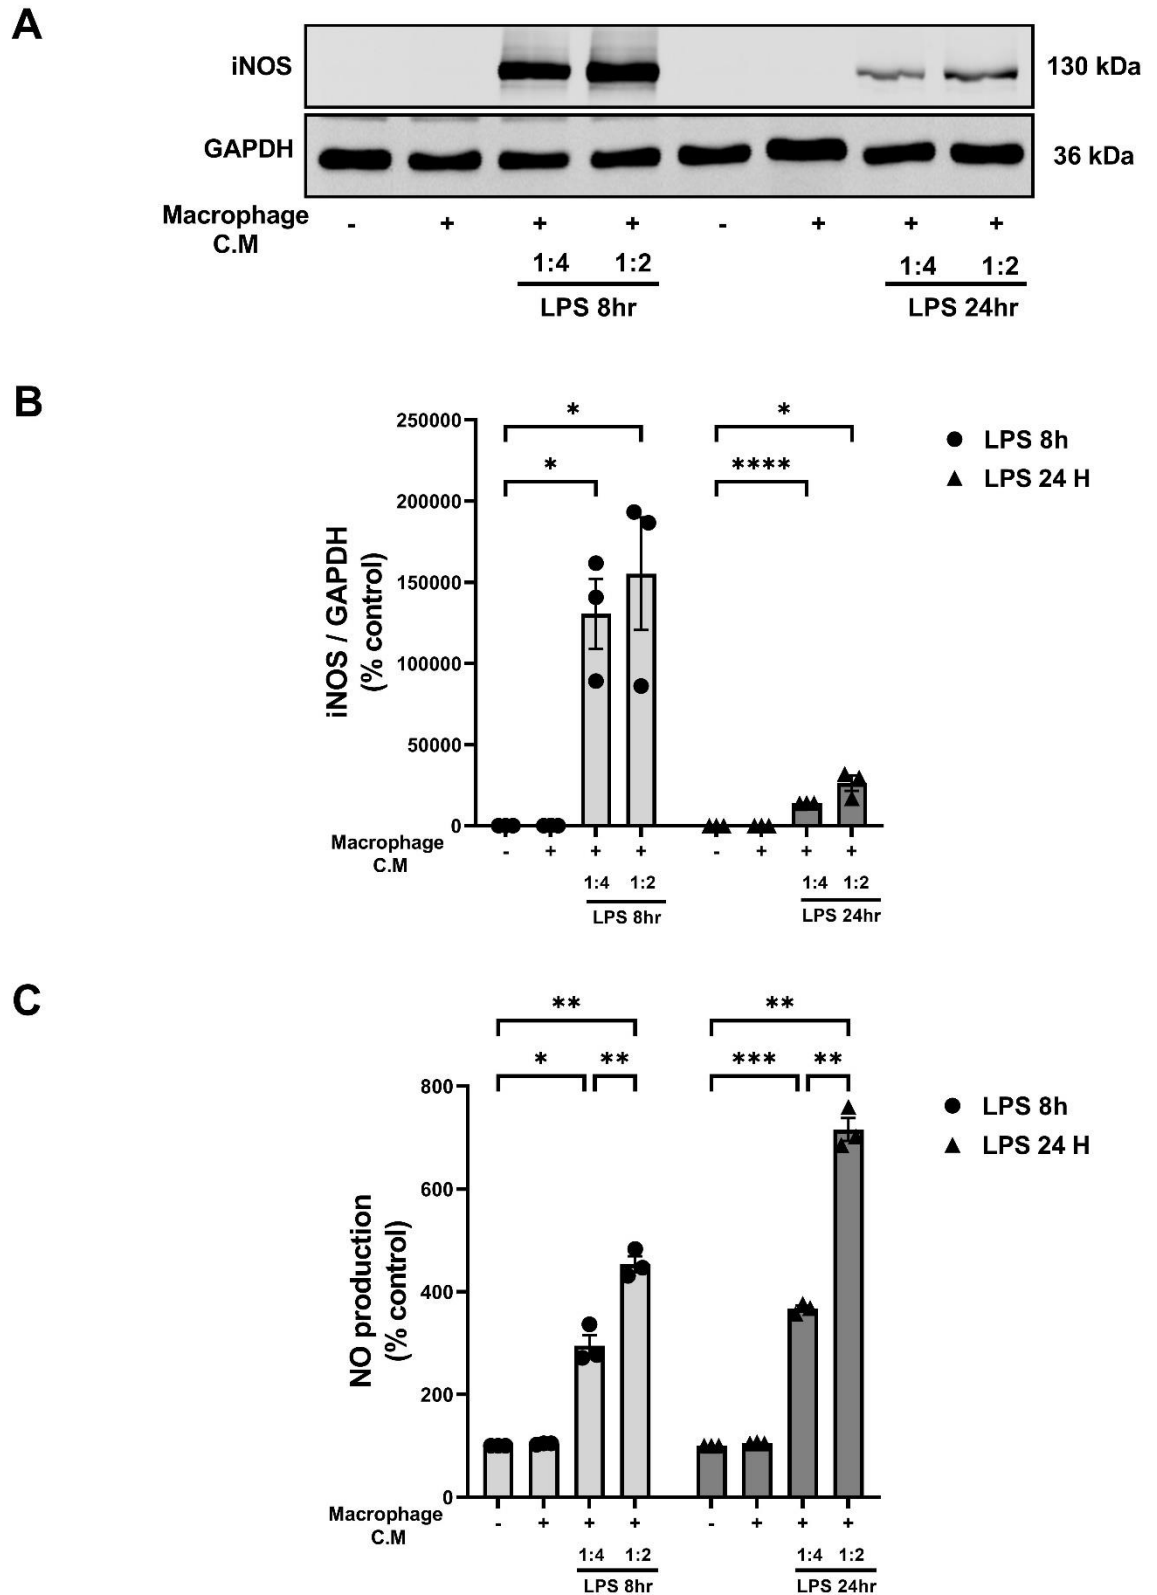 A
iNOS
130 kDa
GAPDH
36 kDa
Macrophage
C.M
- + + + - + + +
1:4 1:2 1:4 1:2
LPS 8hr LPS 24hr
B
* *
* ****
250000
200000
150000
100000
50000
0
iNOS / GAPDH
(% control)
LPS 8h
LPS 24 H
Macrophage
C.M
- + + + - + + +
1:4 1:2 1:4 1:2
LPS 8hr LPS 24hr
C
** **
* ** *** **
800
600
400
200
0
NO production
(% control)
LPS 8h
LPS 24 H
Macrophage
C.M
- + + + - + + +
1:4 1:2 1:4 1:2
LPS 8hr LPS 24hr